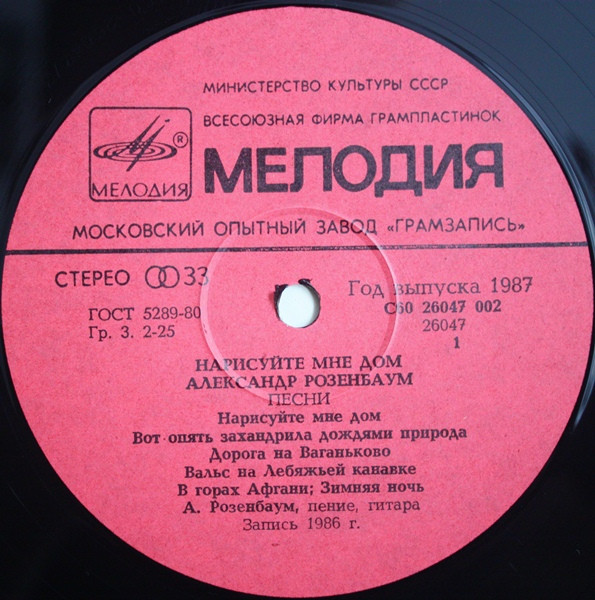 МИНИСТЕРСТВО КУЛЬТУРЫ СССР
ВСЕСОЮЗНАЯ ФИРМА ГРАМПЛАСТИНОК
® МЕЛОДИЯ
МЕЛОДИЯ
МОСКОВСКИЙ ОПЫТНЫЙ ЗАВОД «ГРАМЗАПИСЬ»
СТЕРЕО 33
Год выпуска 1987
ГОСТ 5289-80
С60 26047 002
Гр. 3. 2-25
26047
1
НАРИСУЙТЕ МНЕ ДОМ
АЛЕКСАНДР РОЗЕНБАУМ
ПЕСНИ
Нарисуйте мне дом
Вот опять захандрила дождями природа
Дорога на Ваганьково
Вальс на Лебяжьей канавке
В горах Афгани; Зимняя ночь
А. Розенбаум, пение, гитара
Запись 1986 г.